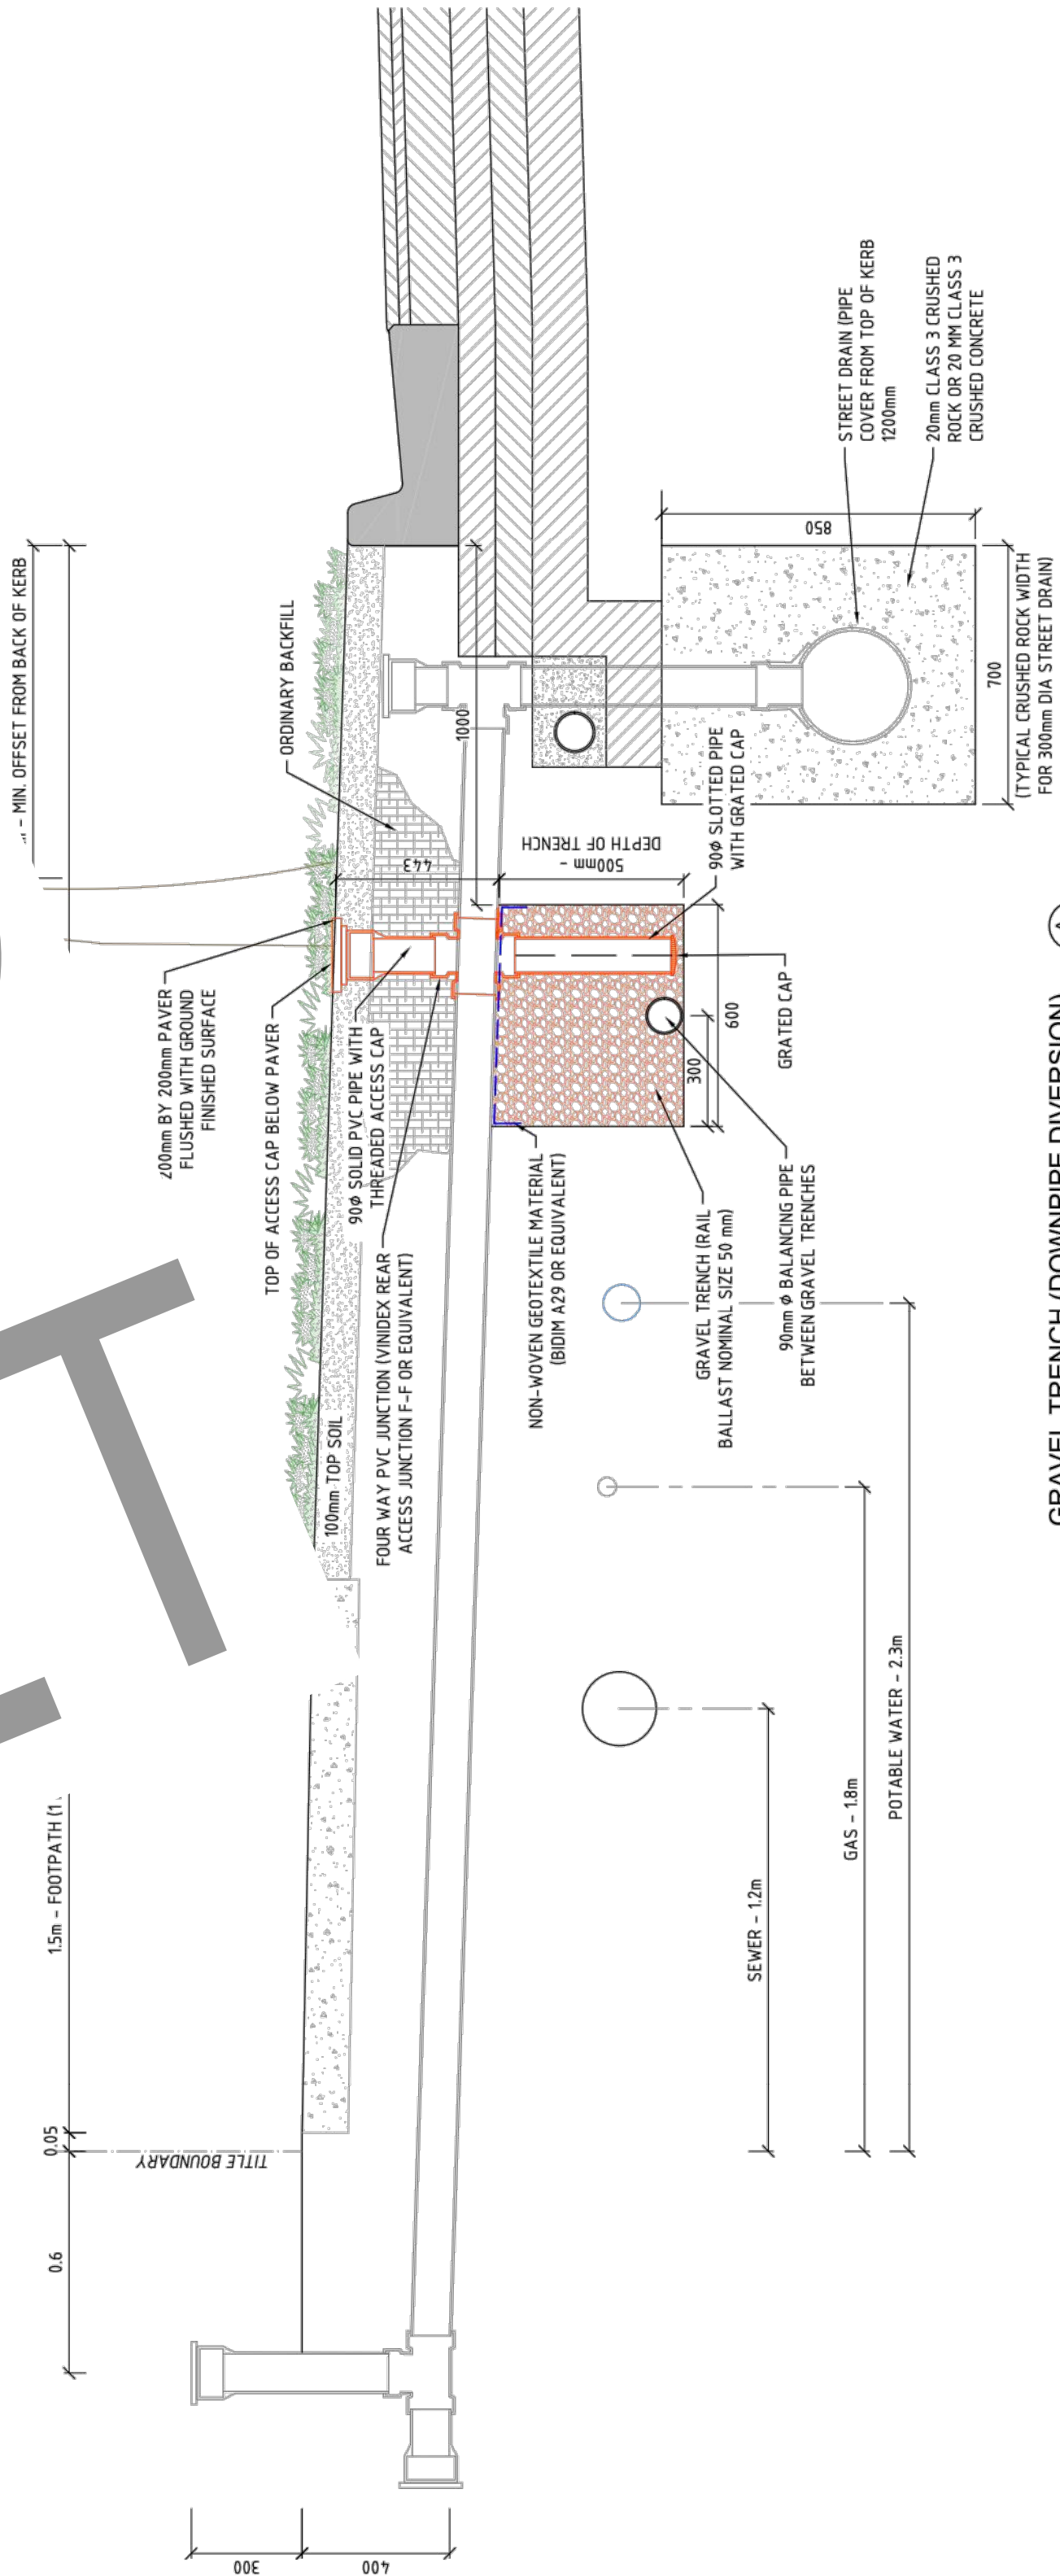 - MIN. OFFSET FROM BACK OF KERB
1.5m - FOOTPATH (1
0.05
0.6
TITLE BOUNDARY
300
400
200mm BY 200mm PAVER
FLUSHED WITH GROUND
FINISHED SURFACE
TOP OF ACCESS CAP BELOW PAVER
90ϕ SOLID PVC PIPE WITH
THREADED ACCESS CAP
FOUR WAY PVC JUNCTION (VINIDEX REAR
ACCESS JUNCTION F-F OR EQUIVALENT)
100mm TOP SOIL
ORDINARY BACKFILL
1000
443
500mm -
DEPTH OF TRENCH
90ϕ SLOTTED PIPE
WITH GRATED CAP
GRATED CAP
600
300
NON-WOVEN GEOTEXTILE MATERIAL
(BIDIM A29 OR EQUIVALENT)
GRAVEL TRENCH (RAIL
BALLAST NOMINAL SIZE 50 mm)
90mm ϕ BALANCING PIPE
BETWEEN GRAVEL TRENCHES
STREET DRAIN (PIPE
COVER FROM TOP OF KERB
1200mm
20mm CLASS 3 CRUSHED
ROCK OR 20 MM CLASS 3
CRUSHED CONCRETE
850
700
(TYPICAL CRUSHED ROCK WIDTH
FOR 300mm DIA STREET DRAIN)
SEWER - 1.2m
GAS - 1.8m
POTABLE WATER - 2.3m
GRAVEL TRENCH (DOWNPIPE DIVERSION)